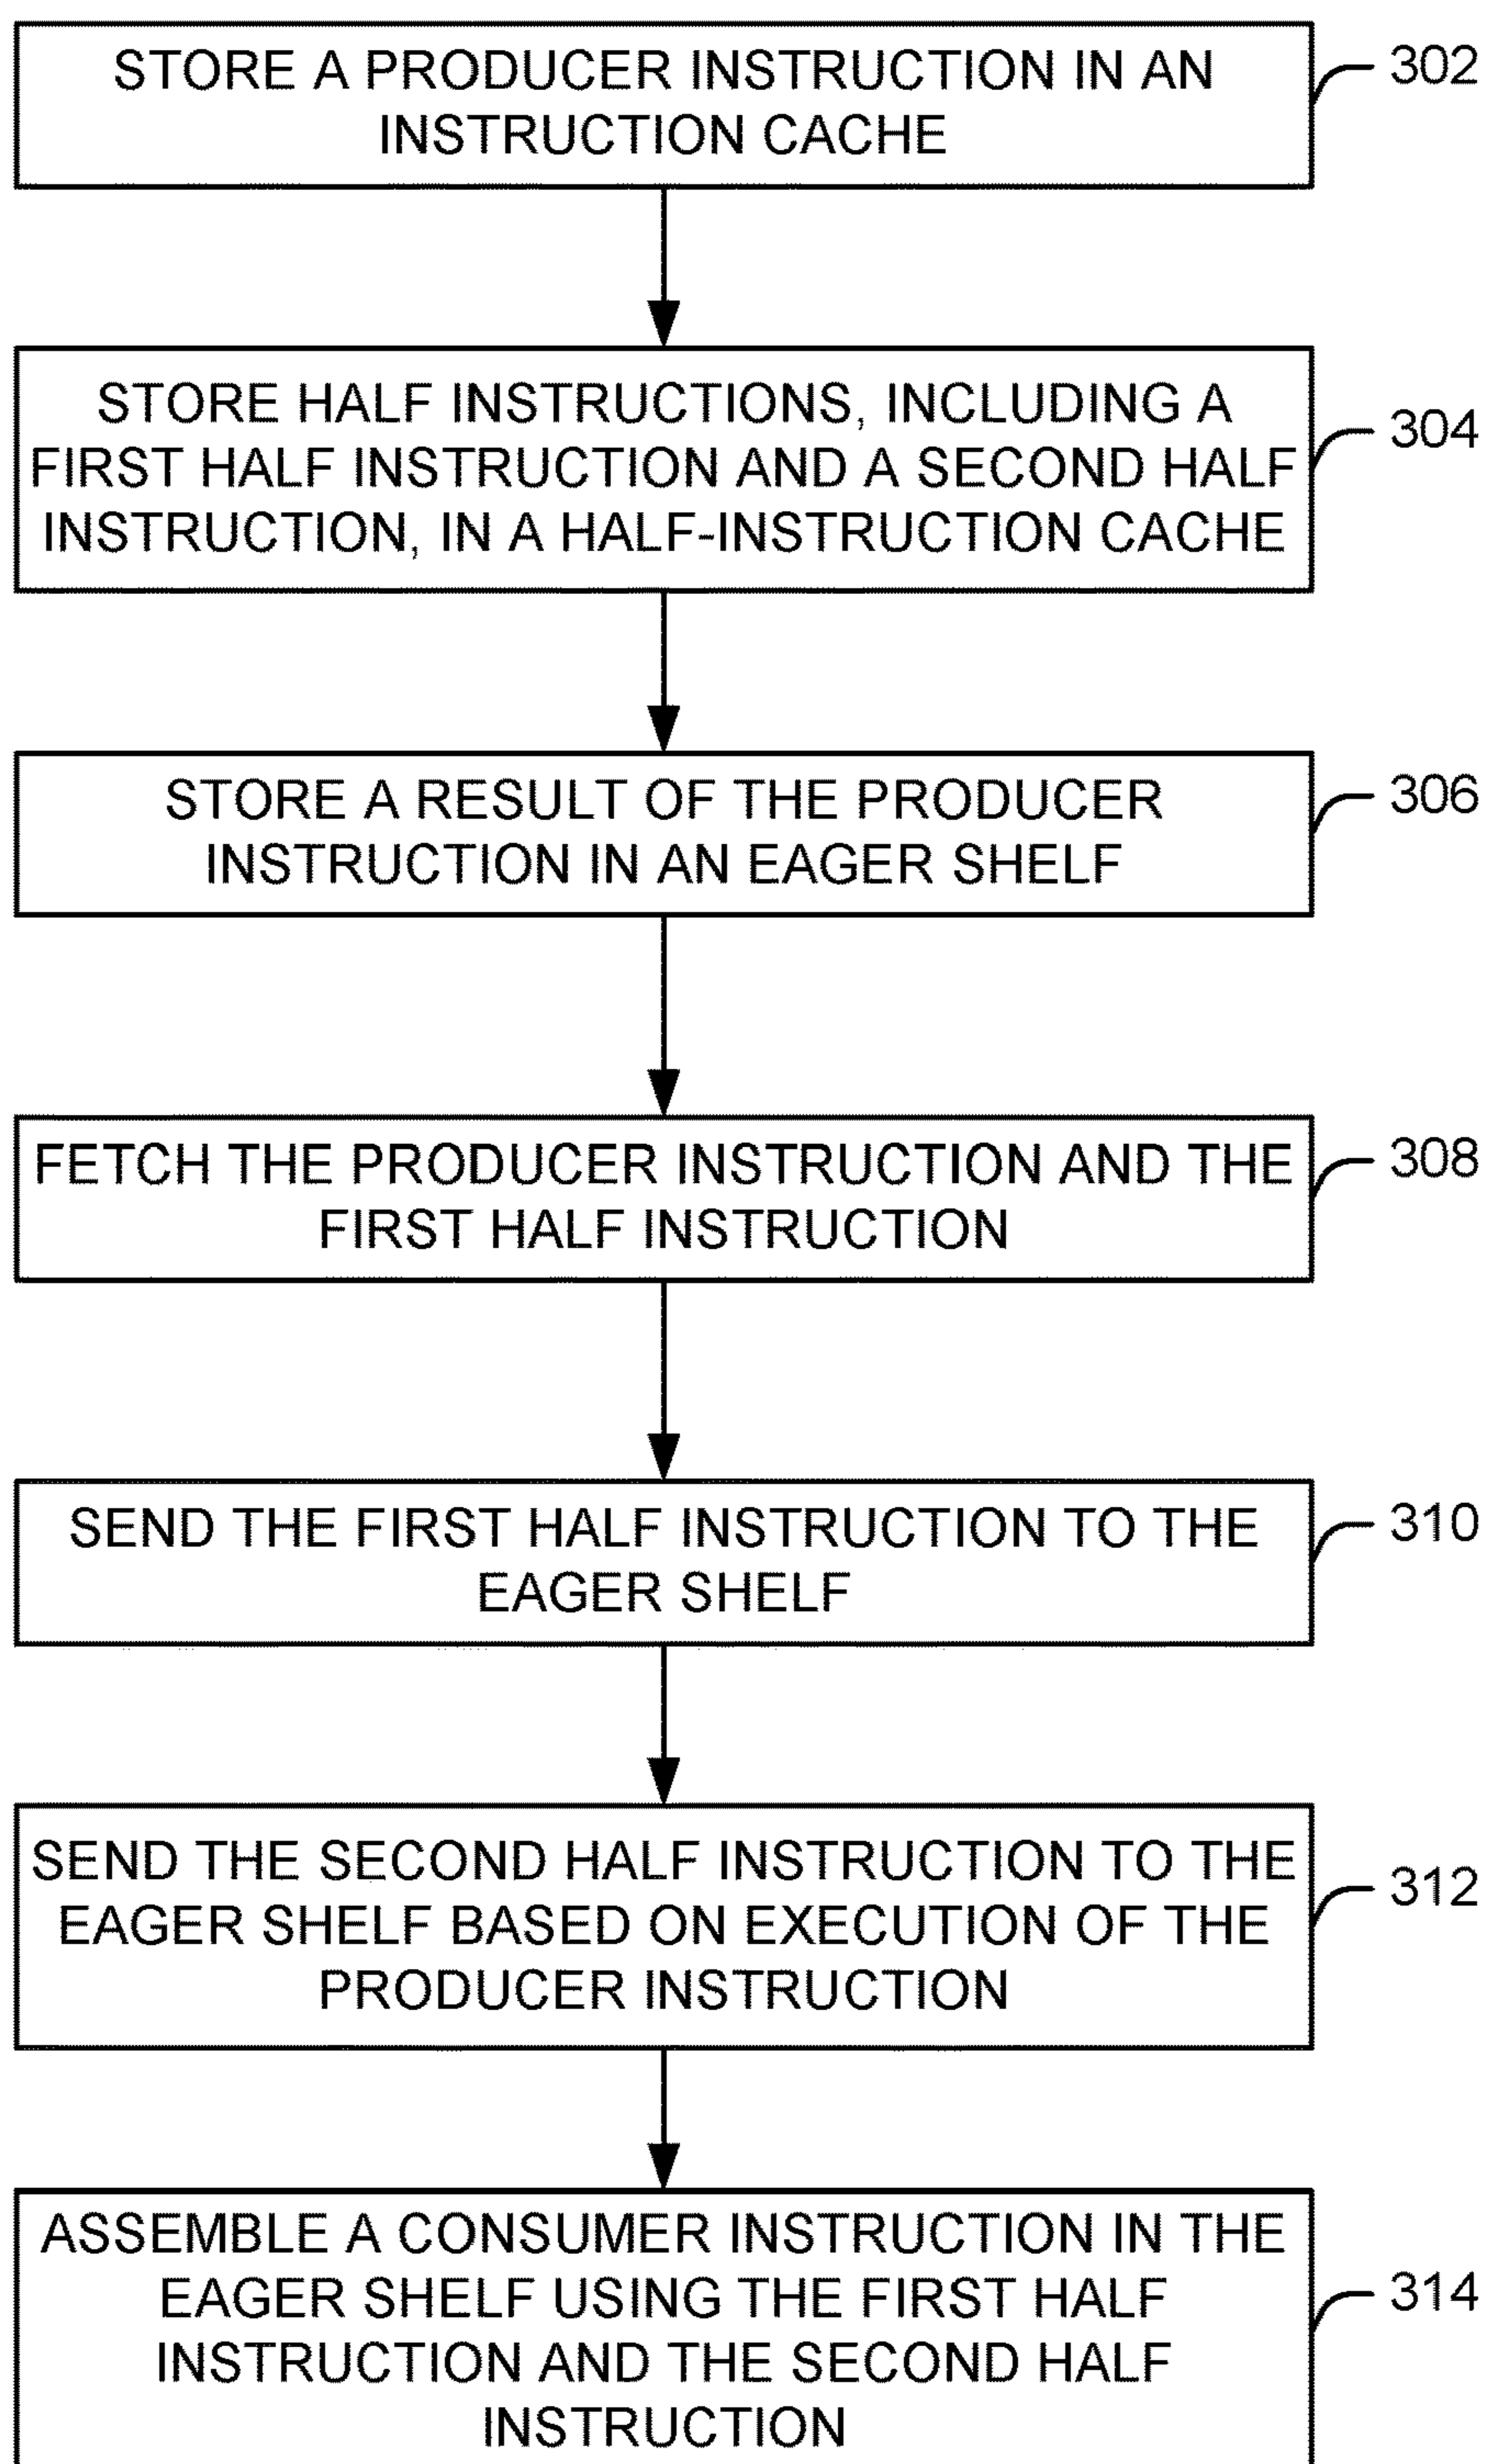 STORE A PRODUCER INSTRUCTION IN AN
INSTRUCTION CACHE
302
STORE HALF INSTRUCTIONS, INCLUDING A
FIRST HALF INSTRUCTION AND A SECOND HALF
INSTRUCTION, IN A HALF-INSTRUCTION CACHE
304
STORE A RESULT OF THE PRODUCER
INSTRUCTION IN AN EAGER SHELF
306
FETCH THE PRODUCER INSTRUCTION AND THE
FIRST HALF INSTRUCTION
308
SEND THE FIRST HALF INSTRUCTION TO THE
EAGER SHELF
310
SEND THE SECOND HALF INSTRUCTION TO THE
EAGER SHELF BASED ON EXECUTION OF THE
PRODUCER INSTRUCTION
312
ASSEMBLE A CONSUMER INSTRUCTION IN THE
EAGER SHELF USING THE FIRST HALF
INSTRUCTION AND THE SECOND HALF
INSTRUCTION
314